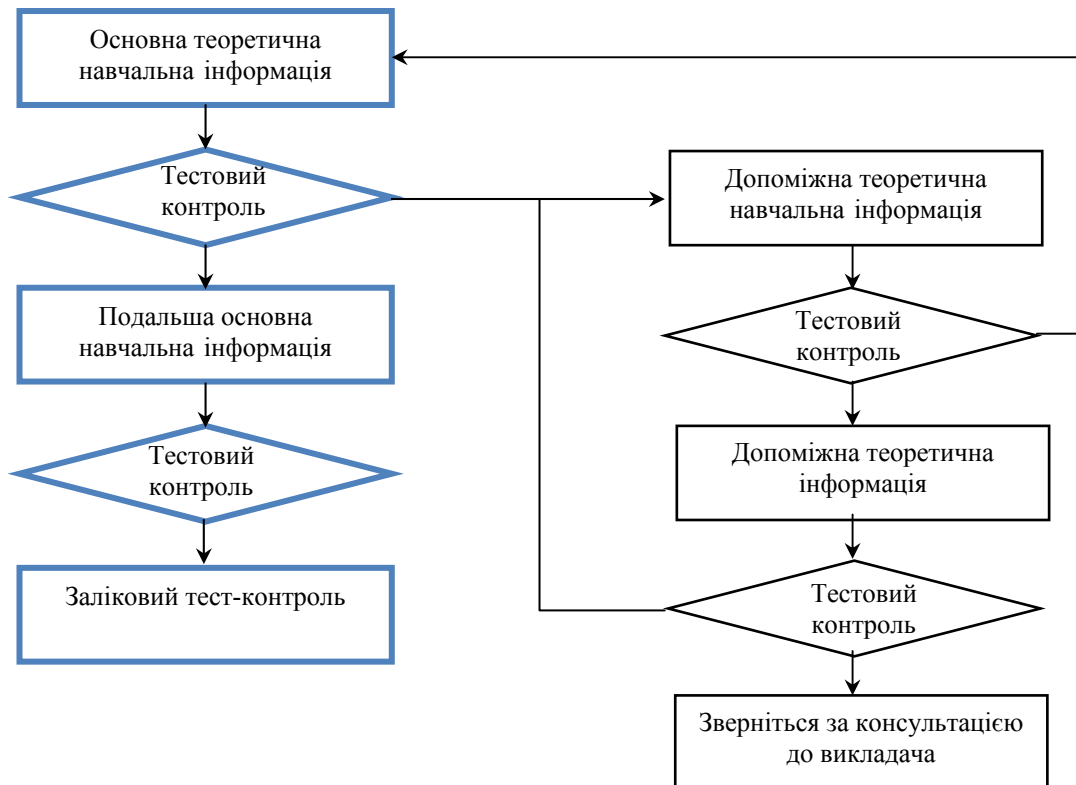 Основна теоретична
навчальна інформація
Тестовий
контроль
Подальша основна
навчальна інформація
Тестовий
контроль
Заліковий тест-контроль
Допоміжна теоретична
навчальна інформація
Тестовий
контроль
Допоміжна теоретична
інформація
Тестовий
контроль
Зверніться за консультацією
до викладача